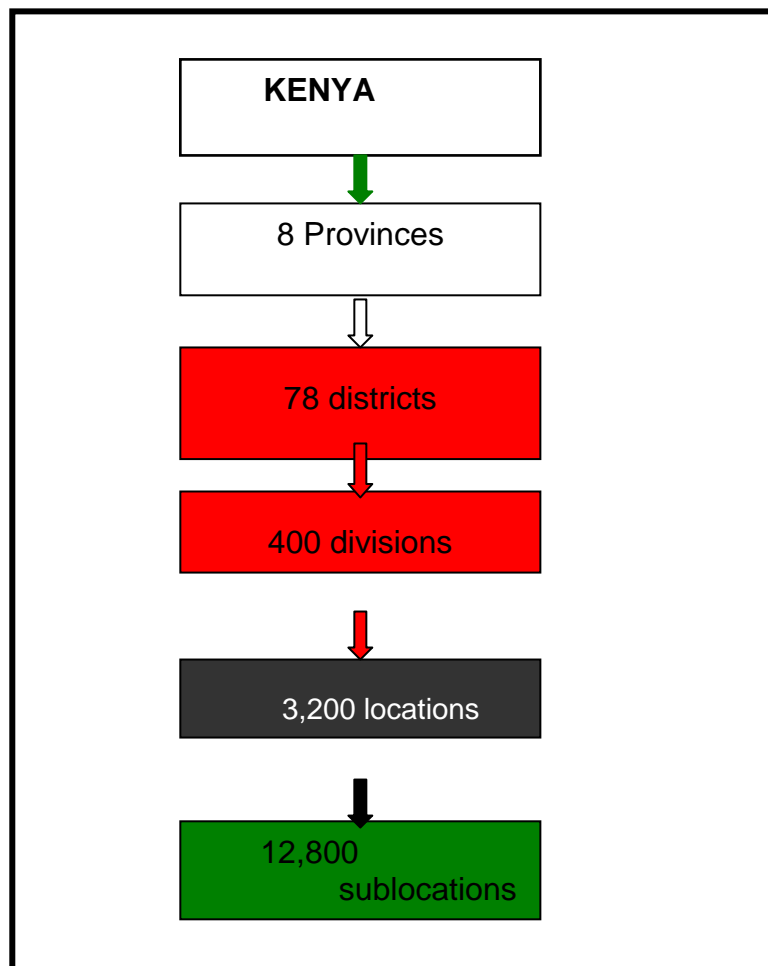 KENYA
8 Provinces
78 districts
400 divisions
3,200 locations
12,800
sublocations